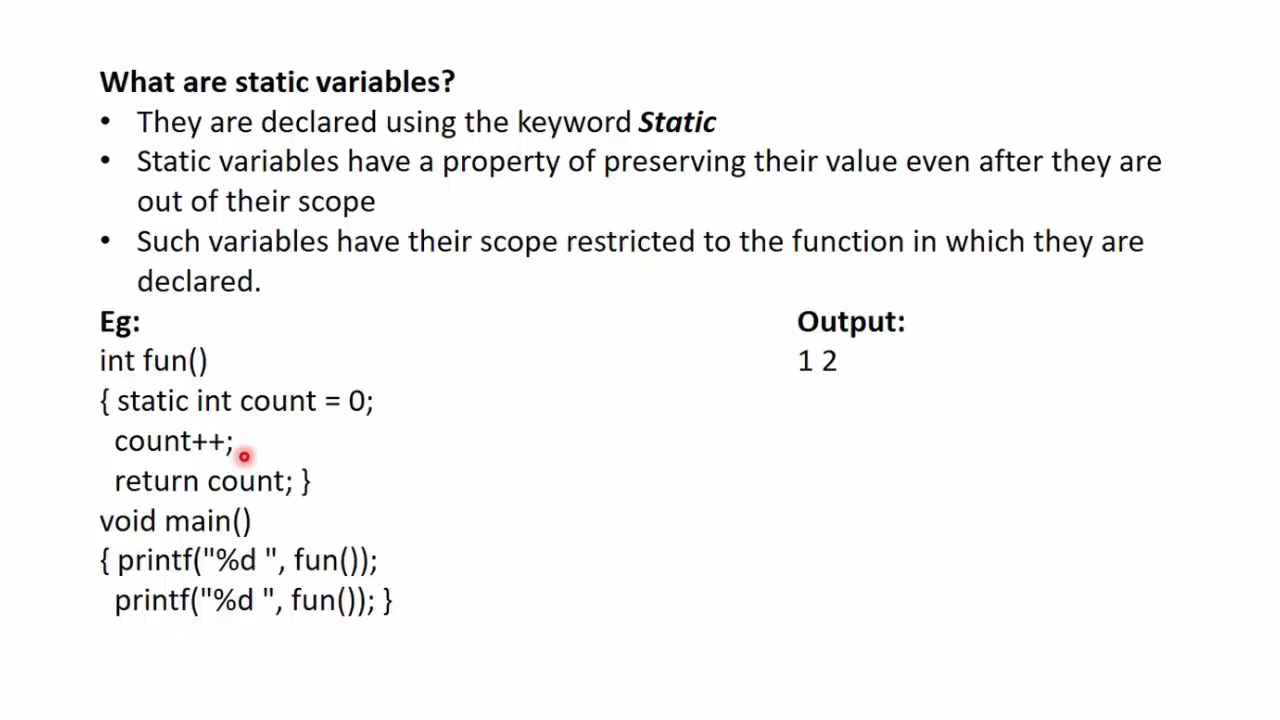 What are static variables?
• They are declared using the keyword Static
• Static variables have a property of preserving their value even after they are
out of their scope
• Such variables have their scope restricted to the function in which they are
declared.
Eg:
int fun()
{ static int count = 0;
count++;
return count; }
void main()
{ printf("%d ", fun());
printf("%d ", fun()); }
Output:
1 2